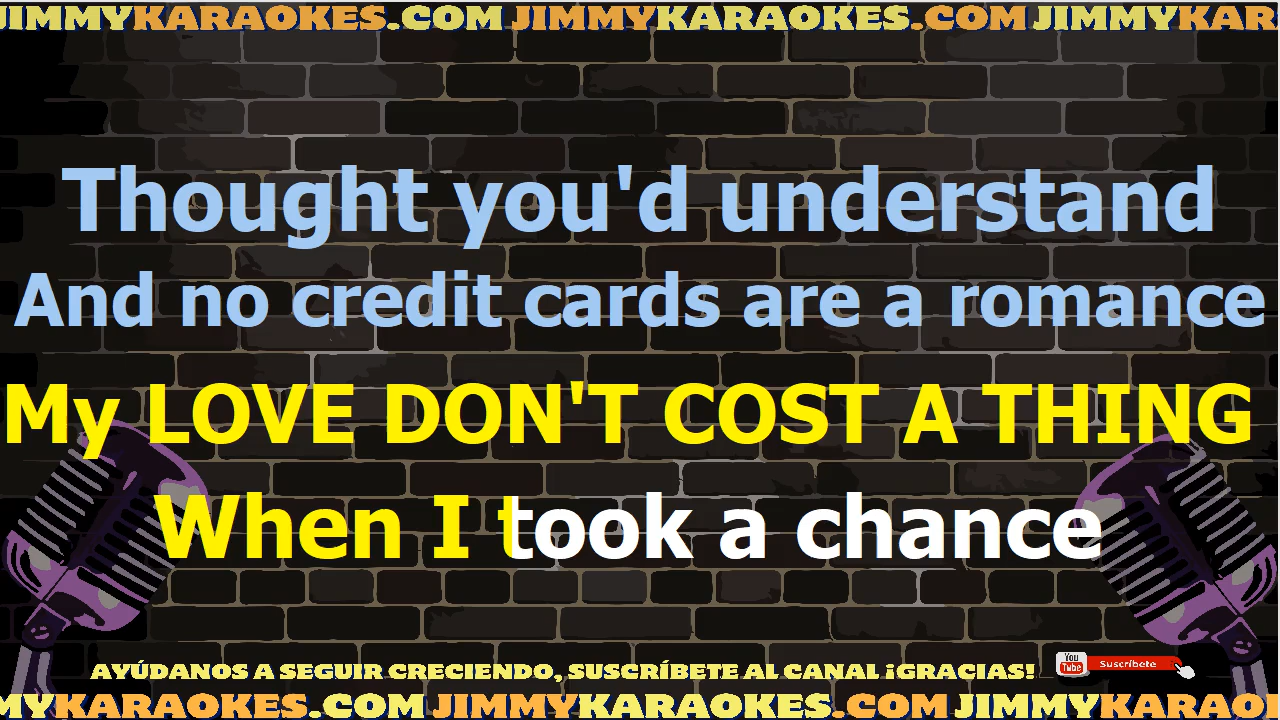 JIMMYKARAOKES.COM JIMMYKARAOKES.COM JIMMYKAR
Thought you'd understand
And no credit cards are a romance
My LOVE DON'T COST A THING
When I took a chance
AYÚDANOS A SEGUIR CRECIENDO, SUSCRÍBETE AL CANAL ¡GRACIAS!
You Tube Suscríbete
MYKARAOKES.COM JIMMYKARAOKES.COM JIMMYKARAO